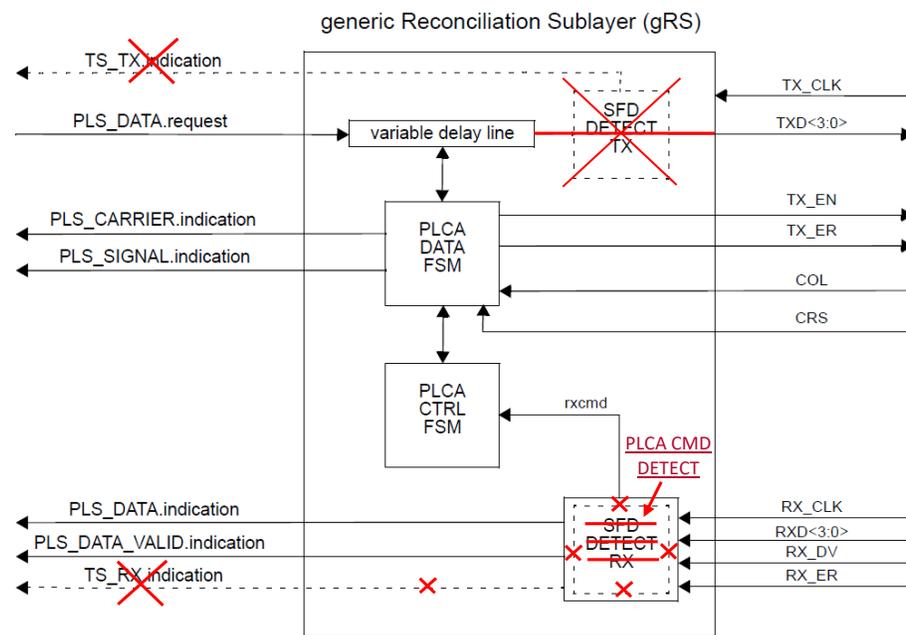 generic Reconciliation Sublayer (gRS)
TS_TX.indication
TX_CLK
SFD
DETECT
TX
PLS_DATA.request
variable delay line
TXD<3:0>
PLS_CARRIER.indication
PLCA
DATA
FSM
TX_EN
TX_ER
PLS_SIGNAL.indication
COL
CRS
PLCA
CTRL
FSM
rxcmd
PLCA CMD
DETECT
PLS_DATA.indication
SFD
DETECT
RX
RX_CLK
RXD<3:0>
PLS_DATA_VALID.indication
RX_DV
TS_RX.indication
RX_ER